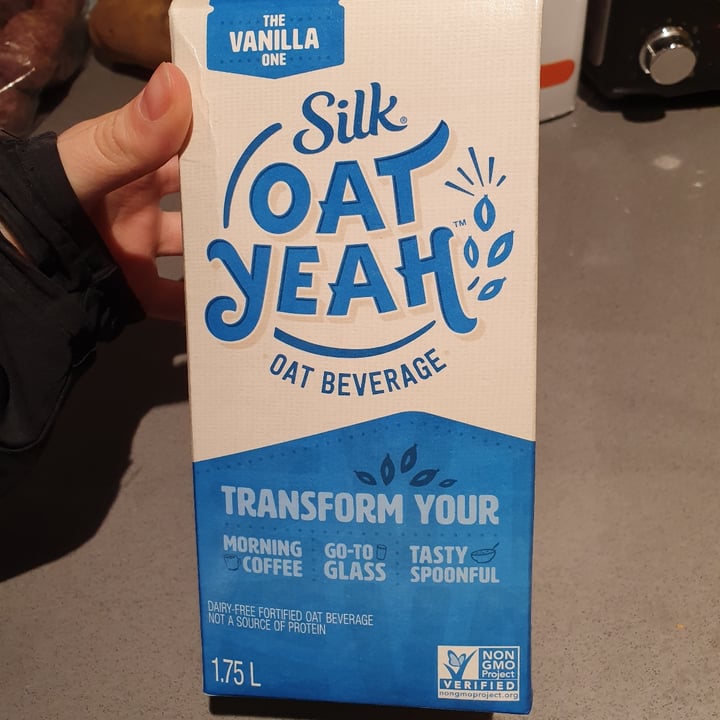 THE
VANILLA
ONE
Silk®
OAT
YEAH™
OAT BEVERAGE
TRANSFORM YOUR
MORNING
COFFEE
GO-TO
GLASS
TASTY
SPOONFUL
DAIRY-FREE FORTIFIED OAT BEVERAGE
NOT A SOURCE OF PROTEIN
1.75 L
NON
GMO
Project
VERIFIED
nongmoproject.org